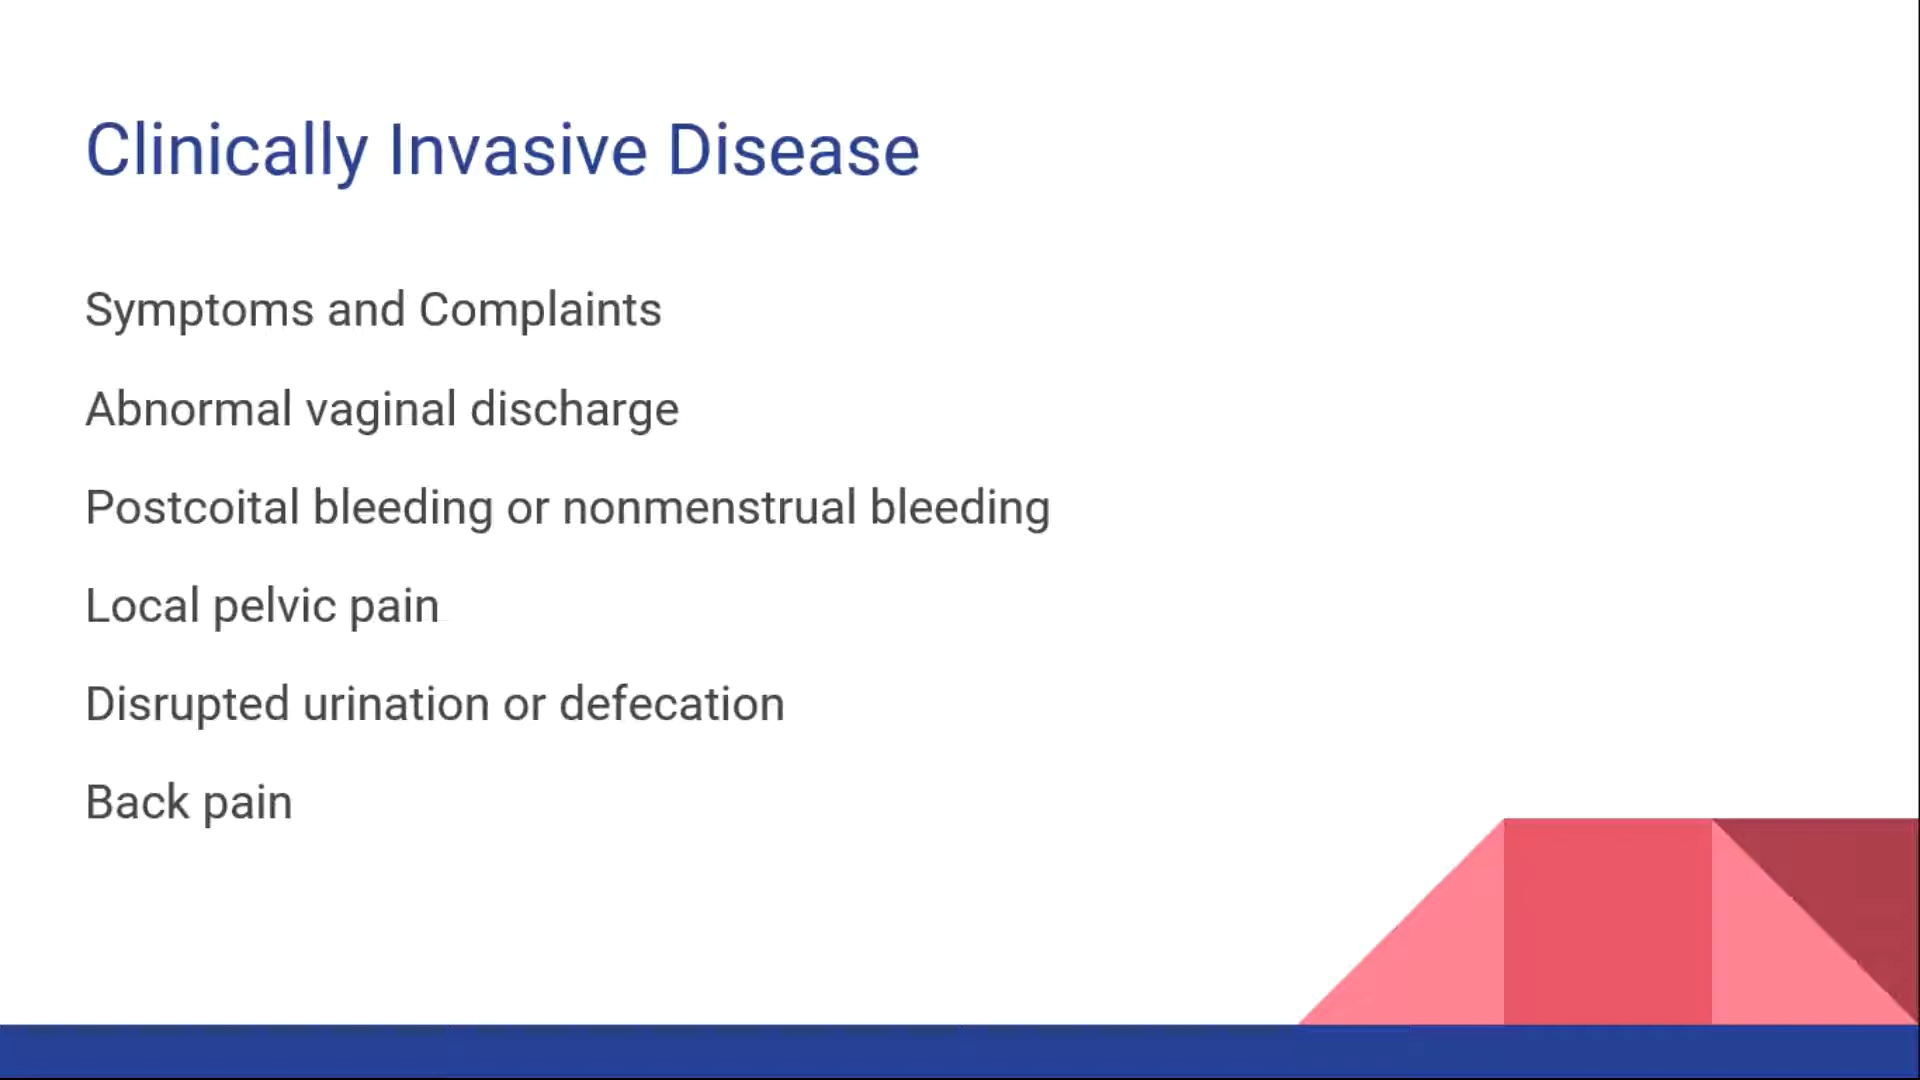 Clinically Invasive Disease
Symptoms and Complaints
Abnormal vaginal discharge
Postcoital bleeding or nonmenstrual bleeding
Local pelvic pain
Disrupted urination or defecation
Back pain